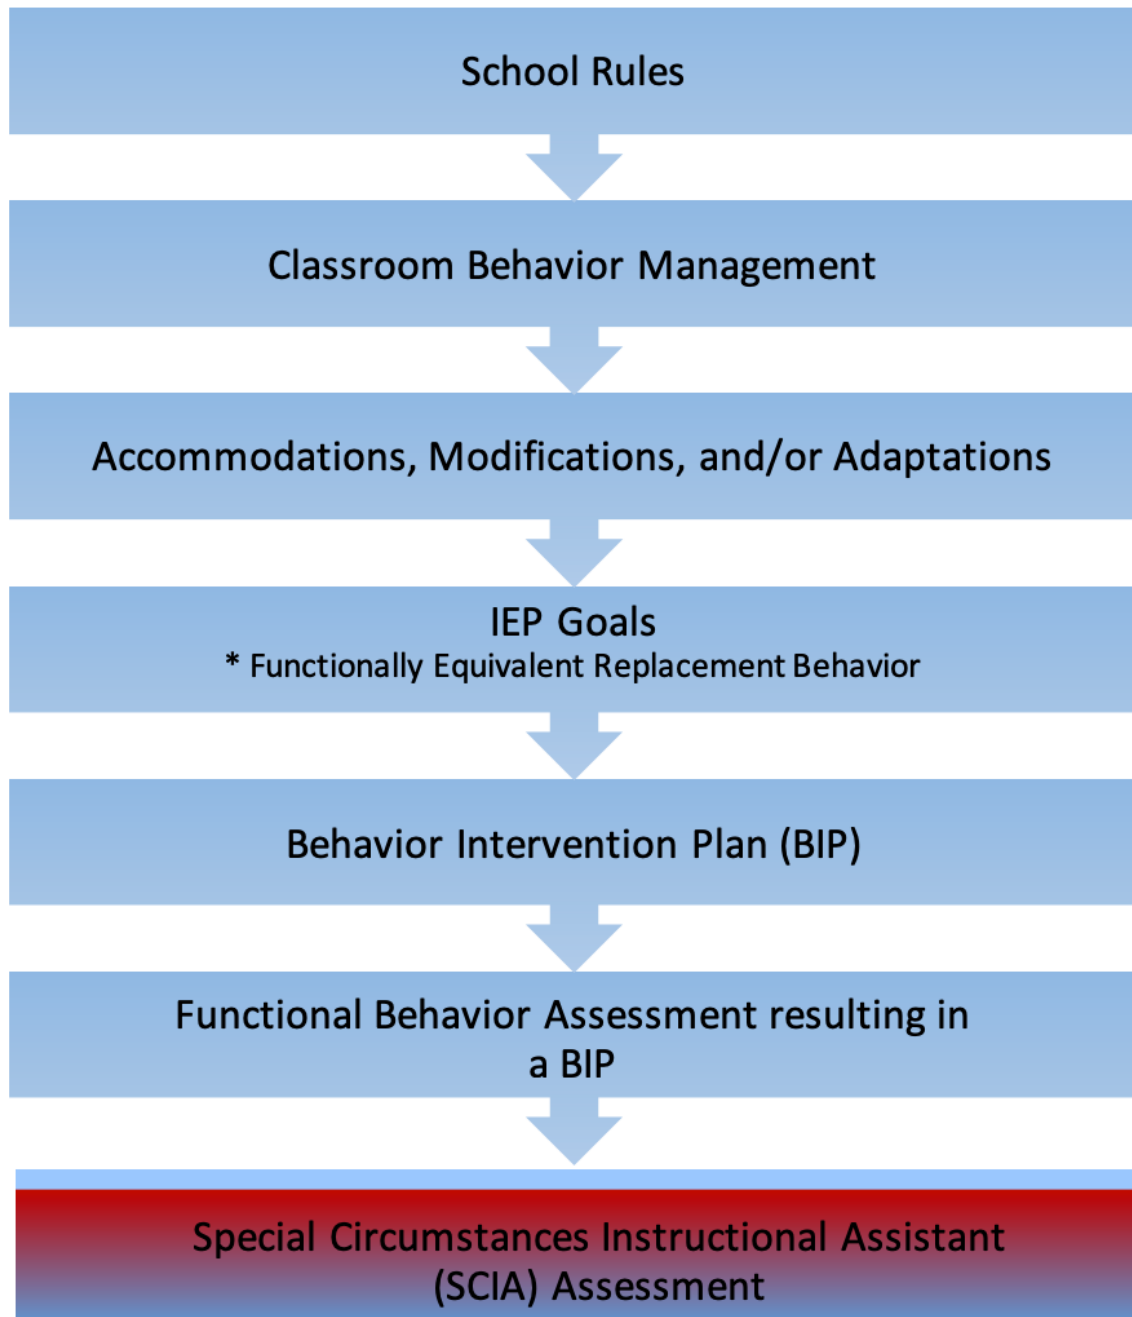 School Rules
Classroom Behavior Management
Accommodations, Modifications, and/or Adaptations
IEP Goals
* Functionally Equivalent Replacement Behavior
Behavior Intervention Plan (BIP)
Functional Behavior Assessment resulting in
a BIP
Special Circumstances Instructional Assistant
(SCIA) Assessment